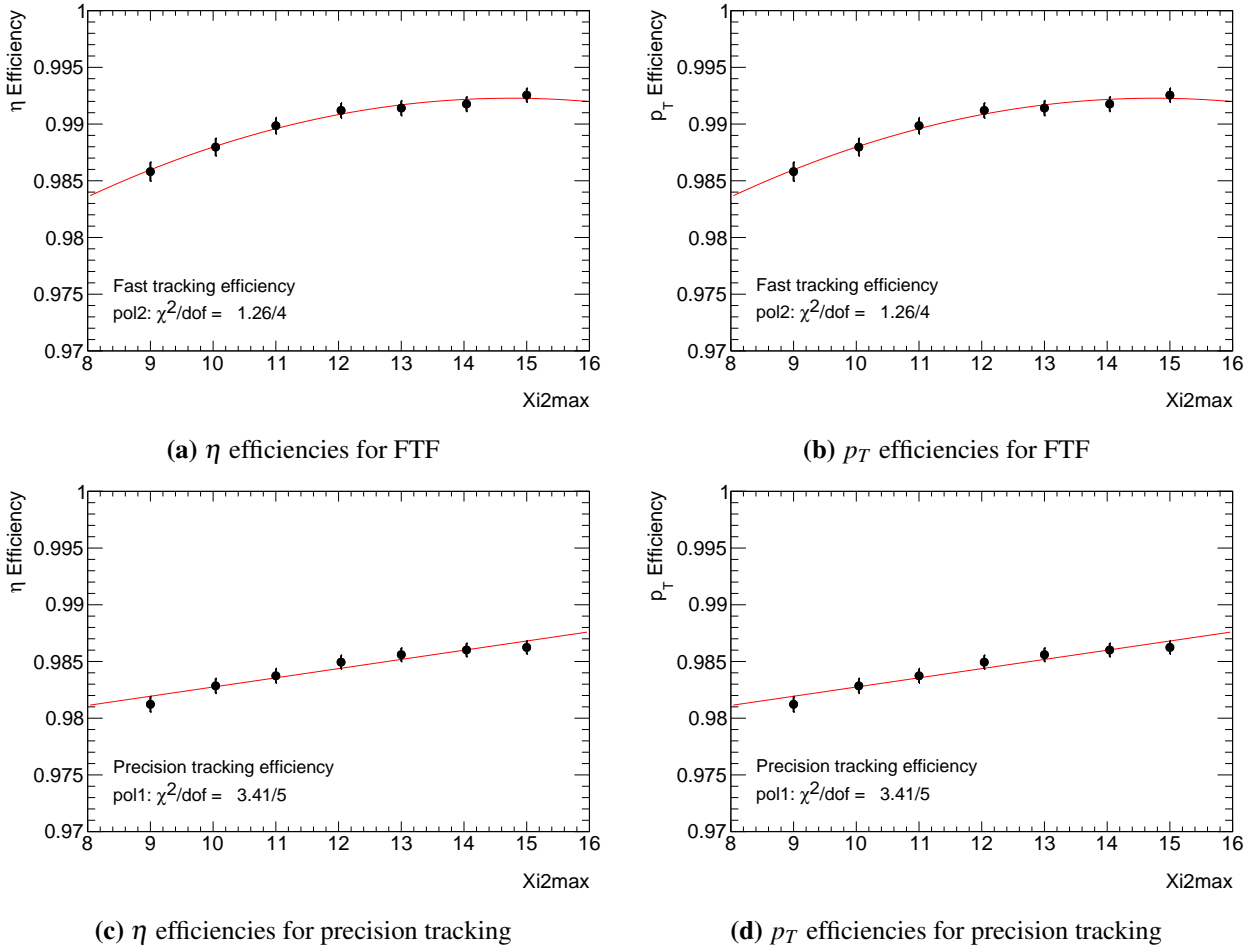 1
0.995
0.99
0.985
0.98
0.975
0.97
η Efficiency
Fast tracking efficiency
pol2: χ²/dof = 1.26/4
8 9 10 11 12 13 14 15 16
Xi2max
(a) η efficiencies for FTF
1
0.995
0.99
0.985
0.98
0.975
0.97
p_T Efficiency
Fast tracking efficiency
pol2: χ²/dof = 1.26/4
8 9 10 11 12 13 14 15 16
Xi2max
(b) p_T efficiencies for FTF
1
0.995
0.99
0.985
0.98
0.975
0.97
η Efficiency
Precision tracking efficiency
pol1: χ²/dof = 3.41/5
8 9 10 11 12 13 14 15 16
Xi2max
(c) η efficiencies for precision tracking
1
0.995
0.99
0.985
0.98
0.975
0.97
p_T Efficiency
Precision tracking efficiency
pol1: χ²/dof = 3.41/5
8 9 10 11 12 13 14 15 16
Xi2max
(d) p_T efficiencies for precision tracking